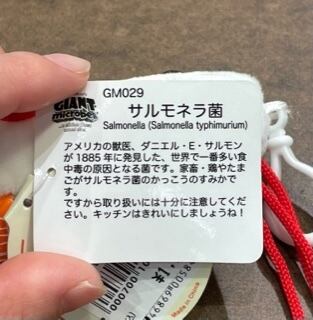 GM029
GIANT
microbes
サルモネラ菌
Salmonella (Salmonella typhimurium)
アメリカの獣医、ダニエル・E・サルモン
が 1885 年に発見した、世界で一番多い食
中毒の原因となる菌です。家畜・鶏やたま
ごがサルモネラ菌のかっこうのすみかで
す。
ですから取り扱いには十分に注意してくだ
さい。キッチンはきれいにしましょうね！
Made in China